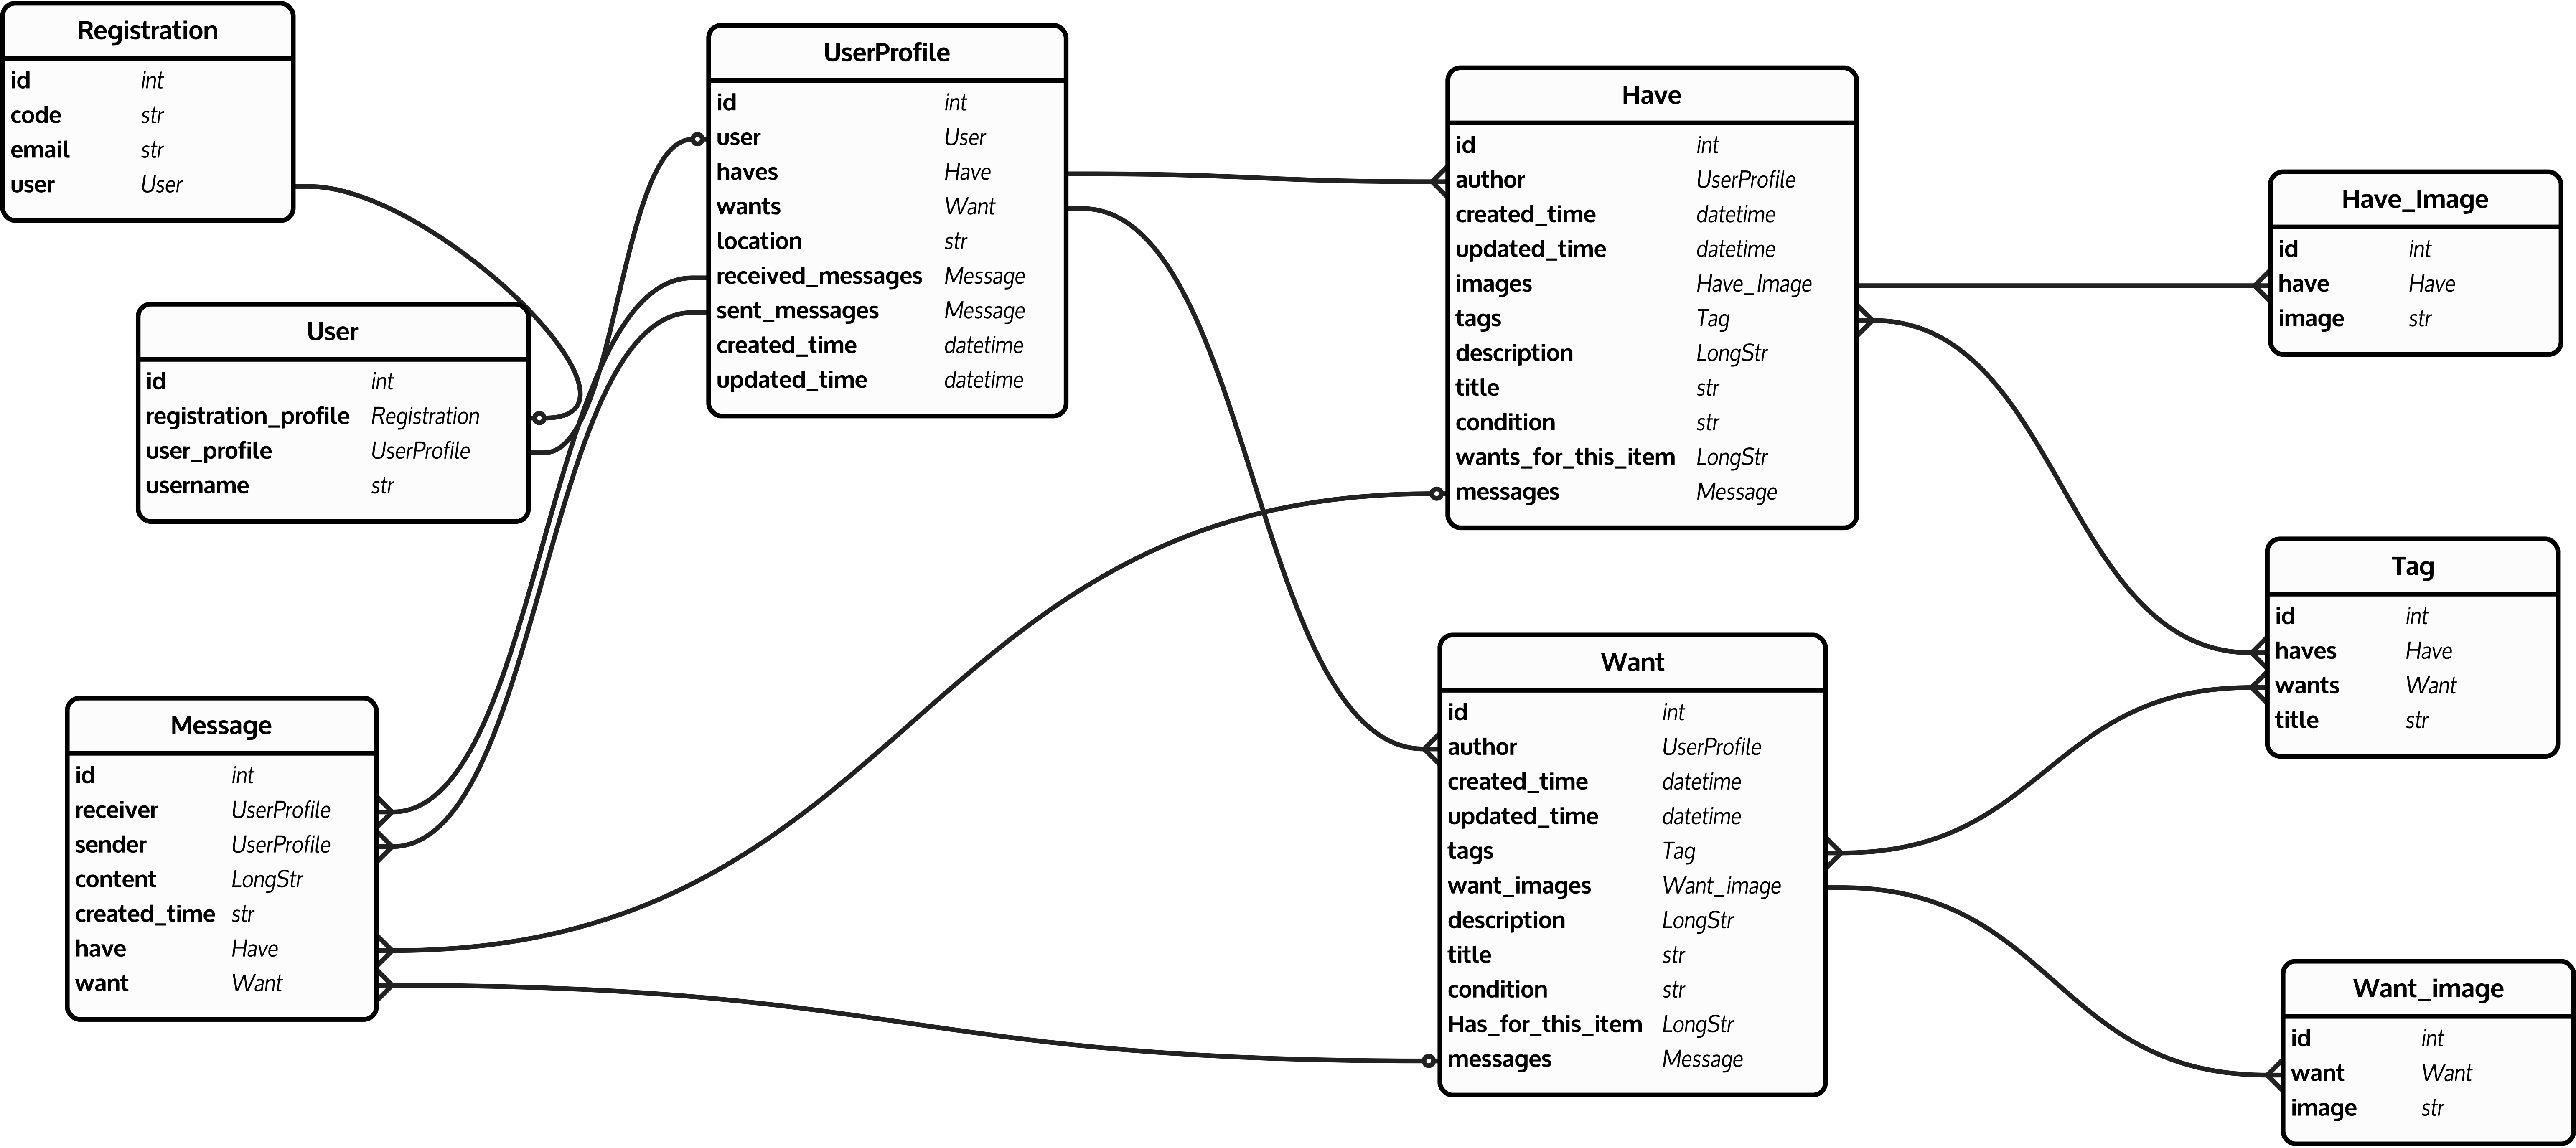 Registration
id int
code str
email str
user User
User
id int
registration_profile Registration
user_profile UserProfile
username str
Message
id int
receiver UserProfile
sender UserProfile
content LongStr
created_time str
have Have
want Want
UserProfile
id int
user User
haves Have
wants Want
location str
received_messages Message
sent_messages Message
created_time datetime
updated_time datetime
Have
id int
author UserProfile
created_time datetime
updated_time datetime
images Have_Image
tags Tag
description LongStr
title str
condition str
wants_for_this_item LongStr
messages Message
Want
id int
author UserProfile
created_time datetime
updated_time datetime
tags Tag
want_images Want_image
description LongStr
title str
condition str
Has_for_this_item LongStr
messages Message
Have_Image
id int
have Have
image str
Tag
id int
haves Have
wants Want
title str
Want_image
id int
want Want
image str